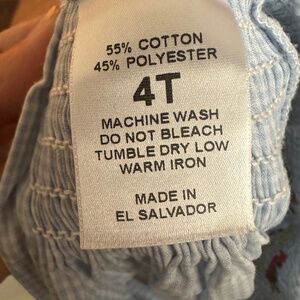 55% COTTON
45% POLYESTER
4T
MACHINE WASH
DO NOT BLEACH
TUMBLE DRY LOW
WARM IRON
MADE IN
EL SALVADOR